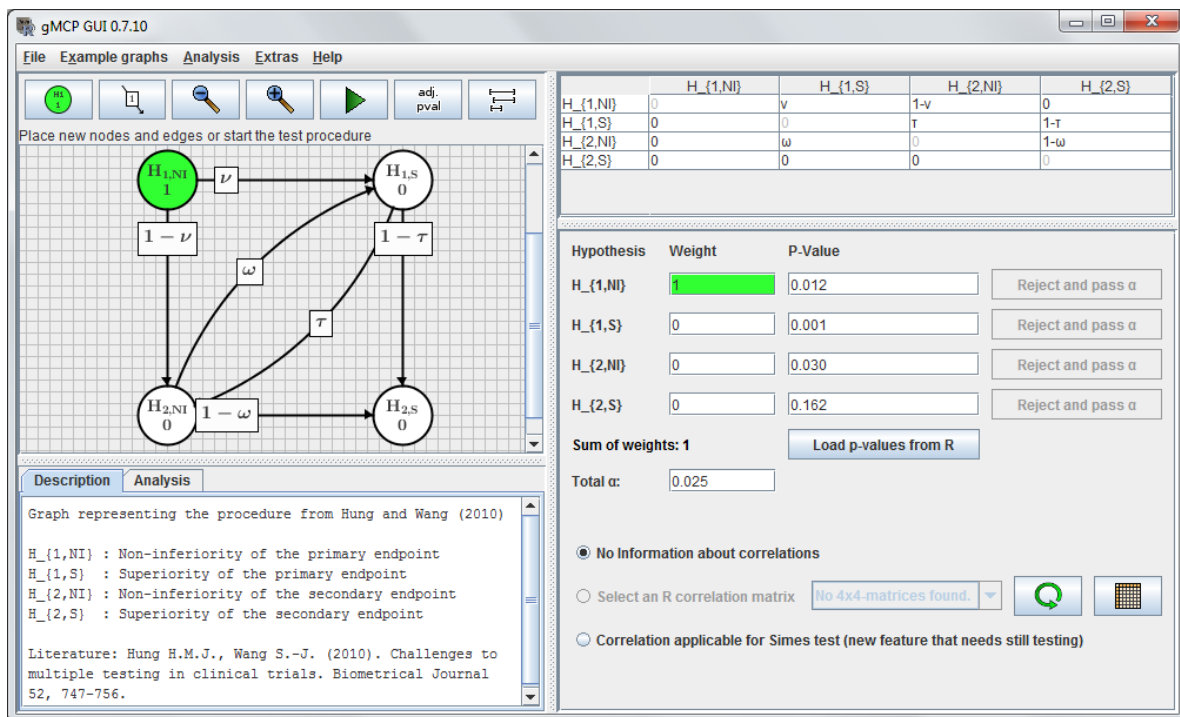 gMCP GUI 0.7.10
File Example graphs Analysis Extras Help
H1
1
1
adj.
pval
Place new nodes and edges or start the test procedure
H_{1,NI} H_{1,S} H_{2,NI} H_{2,S}
H_{1,NI} 0 ν 1-ν 0
H_{1,S} 0 0 τ 1-τ
H_{2,NI} 0 ω 0 1-ω
H_{2,S} 0 0 0 0
H1,NI
1
ν
H1,S
0
1 − ν
1 − τ
ω
τ
H2,NI
0
1 − ω
H2,S
0
Description Analysis
Graph representing the procedure from Hung and Wang (2010)
H_{1,NI} : Non-inferiority of the primary endpoint
H_{1,S} : Superiority of the primary endpoint
H_{2,NI} : Non-inferiority of the secondary endpoint
H_{2,S} : Superiority of the secondary endpoint
Literature: Hung H.M.J., Wang S.-J. (2010). Challenges to
multiple testing in clinical trials. Biometrical Journal
52, 747-756.
Hypothesis Weight P-Value
H_{1,NI} 1 0.012 Reject and pass α
H_{1,S} 0 0.001 Reject and pass α
H_{2,NI} 0 0.030 Reject and pass α
H_{2,S} 0 0.162 Reject and pass α
Sum of weights: 1 Load p-values from R
Total α: 0.025
No Information about correlations
Select an R correlation matrix No 4x4-matrices found.
Correlation applicable for Simes test (new feature that needs still testing)